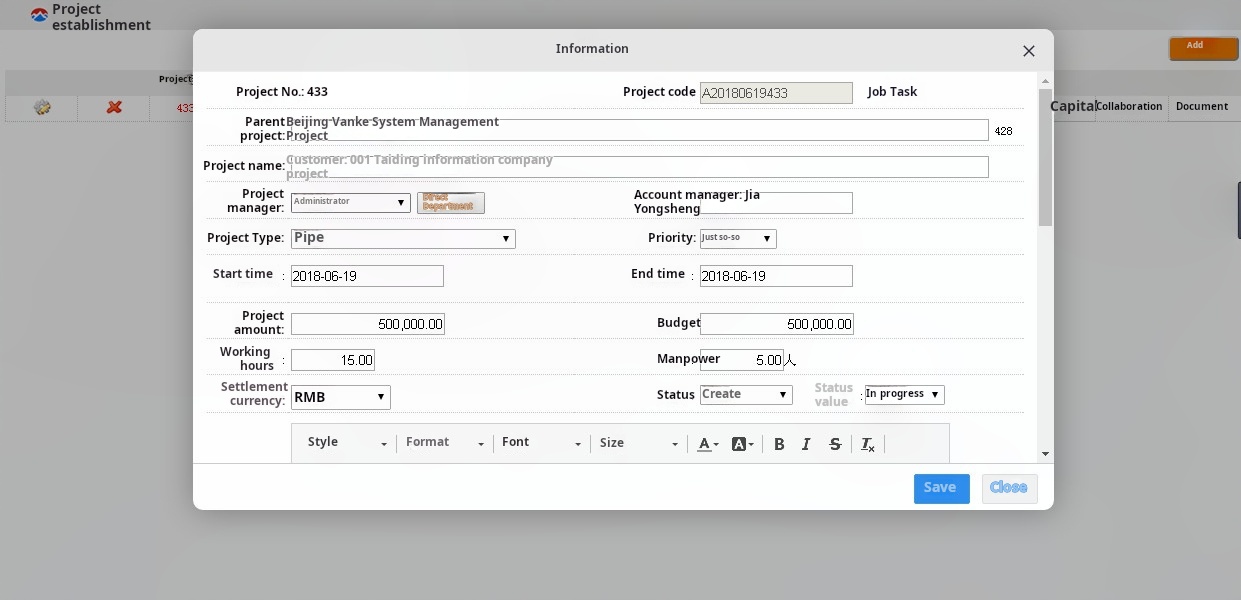 Project
establishment
Information
Add
Project
433
Capital
Collaboration
Document
Project No.: 433
Project code
A20180619433
Job Task
Parent
project:
Beijing Vanke System Management
Project
428
Project name:
Customer: 001 Taiding information company
project
Project
manager:
Administrator
Direct
Department
Account manager: Jia
Yongsheng
Project Type:
Pipe
Priority:
Just so-so
Start time :
2018-06-19
End time :
2018-06-19
Project
amount:
500,000.00
Budget
500,000.00
Working
hours :
15.00
Manpower
5.00人
Settlement
currency:
RMB
Status
Create
Status
value :
In progress
Style
Format
Font
Size
A
A
B
I
S
Tx
Save
Close